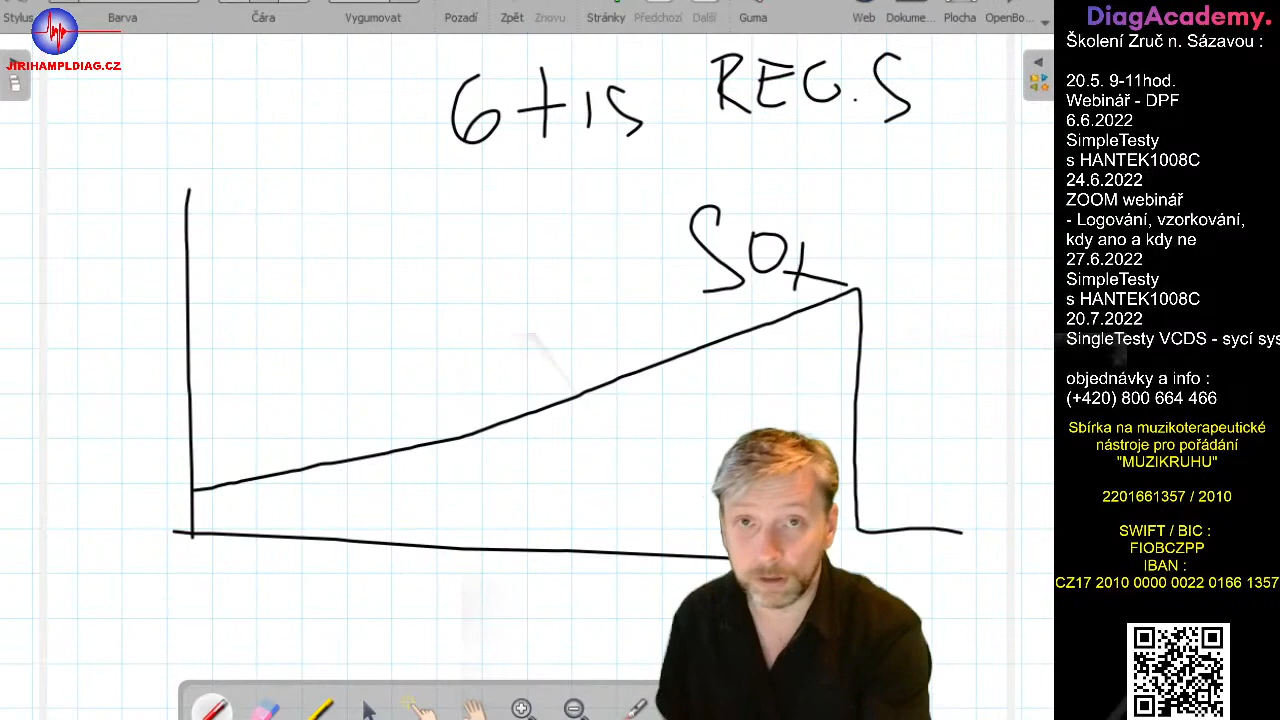 Stylus Barva Čára Vygumovat Pozadí Zpět Znovu Stránky Předchozí Další Guma Web Dokume... Plocha OpenBo...
JIRIHAMPLDIAG.CZ
6 tis REG. S
SOx
DiagAcademy.
Školení Zruč n. Sázavou :
20.5. 9-11hod.
Webinář - DPF
6.6.2022
SimpleTesty
s HANTEK1008C
24.6.2022
ZOOM webinář
- Logování, vzorkování,
kdy ano a kdy ne
27.6.2022
SimpleTesty
s HANTEK1008C
20.7.2022
SingleTesty VCDS - sycí sys
objednávky a info :
(+420) 800 664 466
Sbírka na muzikoterapeutické
nástroje pro pořádání
"MUZIKRUHU"
2201661357 / 2010
SWIFT / BIC :
FIOBCZPP
IBAN :
CZ17 2010 0000 0022 0166 1357